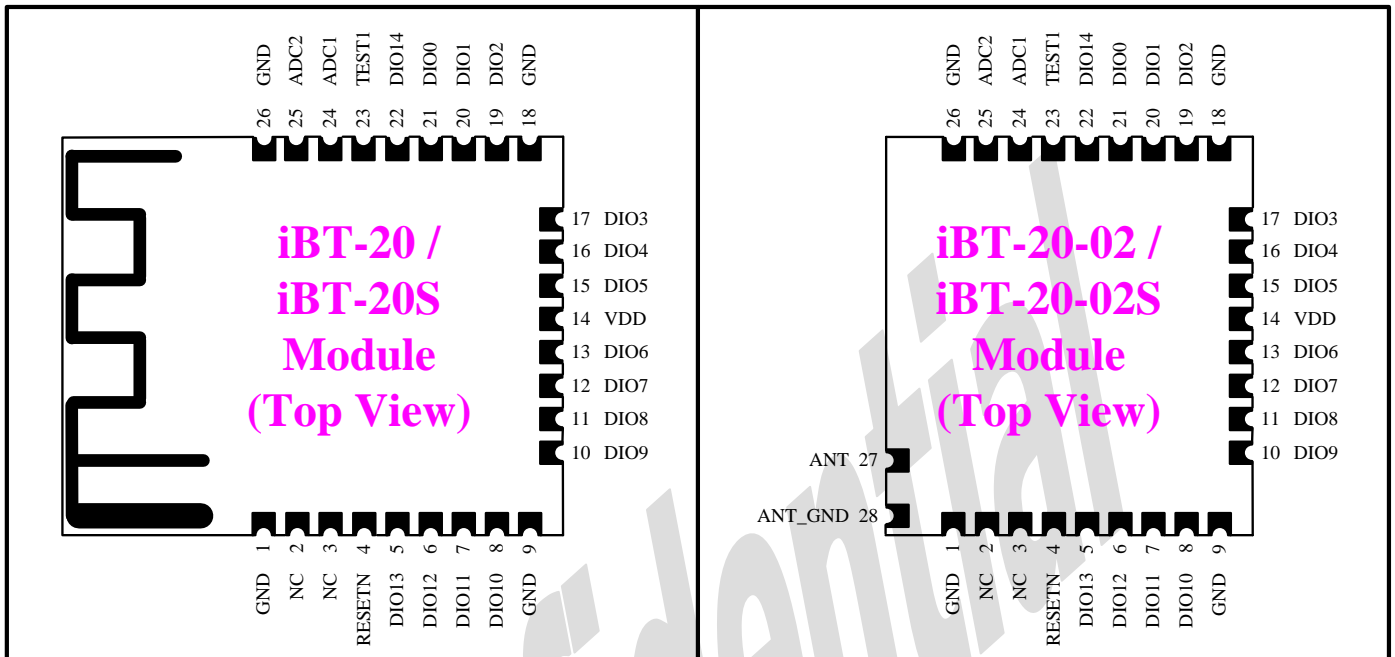 GND ADC2 ADC1 TEST1 DIO14 DIO0 DIO1 DIO2 GND
26 25 24 23 22 21 20 19 18
iBT-20 /
iBT-20S
Module
(Top View)
17 DIO3
16 DIO4
15 DIO5
14 VDD
13 DIO6
12 DIO7
11 DIO8
10 DIO9
1 2 3 4 5 6 7 8 9
GND NC NC RESETN DIO13 DIO12 DIO11 DIO10 GND
GND ADC2 ADC1 TEST1 DIO14 DIO0 DIO1 DIO2 GND
26 25 24 23 22 21 20 19 18
iBT-20-02 /
iBT-20-02S
Module
(Top View)
17 DIO3
16 DIO4
15 DIO5
14 VDD
13 DIO6
12 DIO7
11 DIO8
10 DIO9
ANT 27
ANT_GND 28
1 2 3 4 5 6 7 8 9
GND NC NC RESETN DIO13 DIO12 DIO11 DIO10 GND